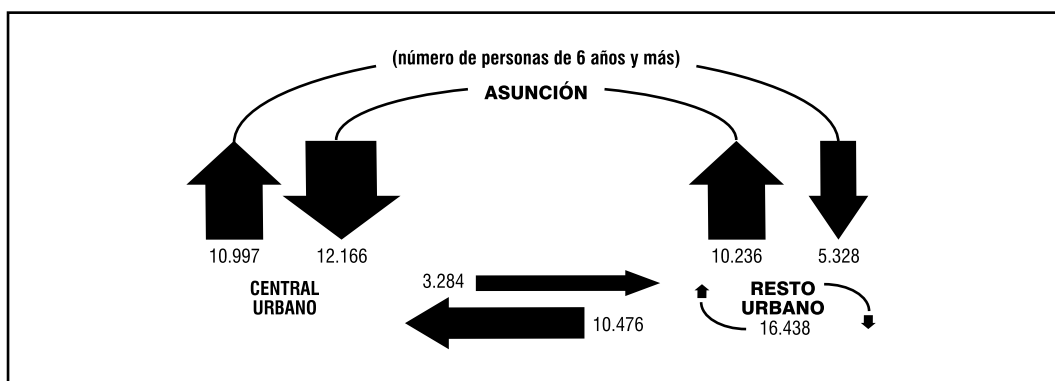 (número de personas de 6 años y más)
ASUNCIÓN
10.997
12.166
10.236
5.328
CENTRAL
URBANO
3.284
10.476
RESTO
URBANO
16.438